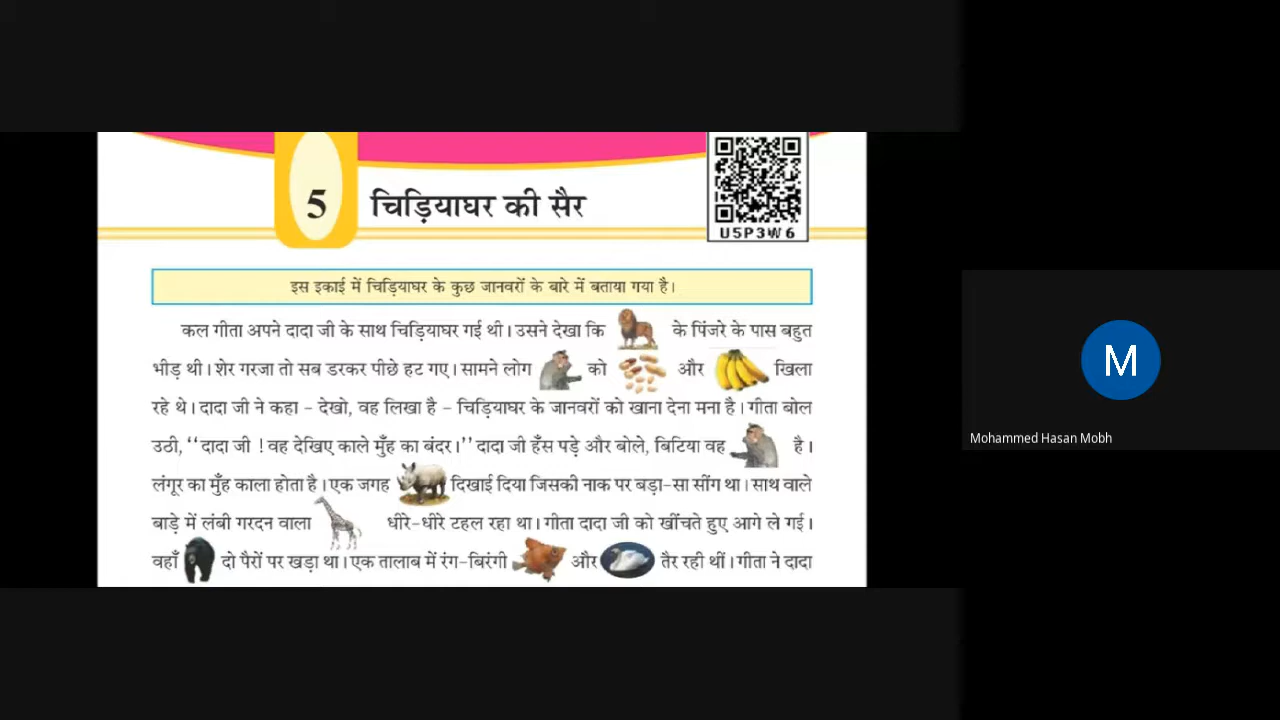 5 चिड़ियाघर की सैर
U5P3W6
इस इकाई में चिड़ियाघर के कुछ जानवरों के बारे में बताया गया है।
कल गीता अपने दादा जी के साथ चिड़ियाघर गई थी। उसने देखा कि के पिंजरे के पास बहुत
भीड़ थी। शेर गरजा तो सब डरकर पीछे हट गए। सामने लोग को और खिला
रहे थे। दादा जी ने कहा – देखो, वह लिखा है – चिड़ियाघर के जानवरों को खाना देना मना है। गीता बोल
उठी, “दादा जी ! वह देखिए काले मुँह का बंदर।” दादा जी हँस पड़े और बोले, बिटिया वह है।
लंगूर का मुँह काला होता है। एक जगह दिखाई दिया जिसकी नाक पर बड़ा-सा सींग था। साथ वाले
बाड़े में लंबी गरदन वाला धीरे-धीरे टहल रहा था। गीता दादा जी को खींचते हुए आगे ले गई।
वहाँ दो पैरों पर खड़ा था। एक तालाब में रंग-बिरंगी और तैर रही थीं। गीता ने दादा
M
Mohammed Hasan Mobh